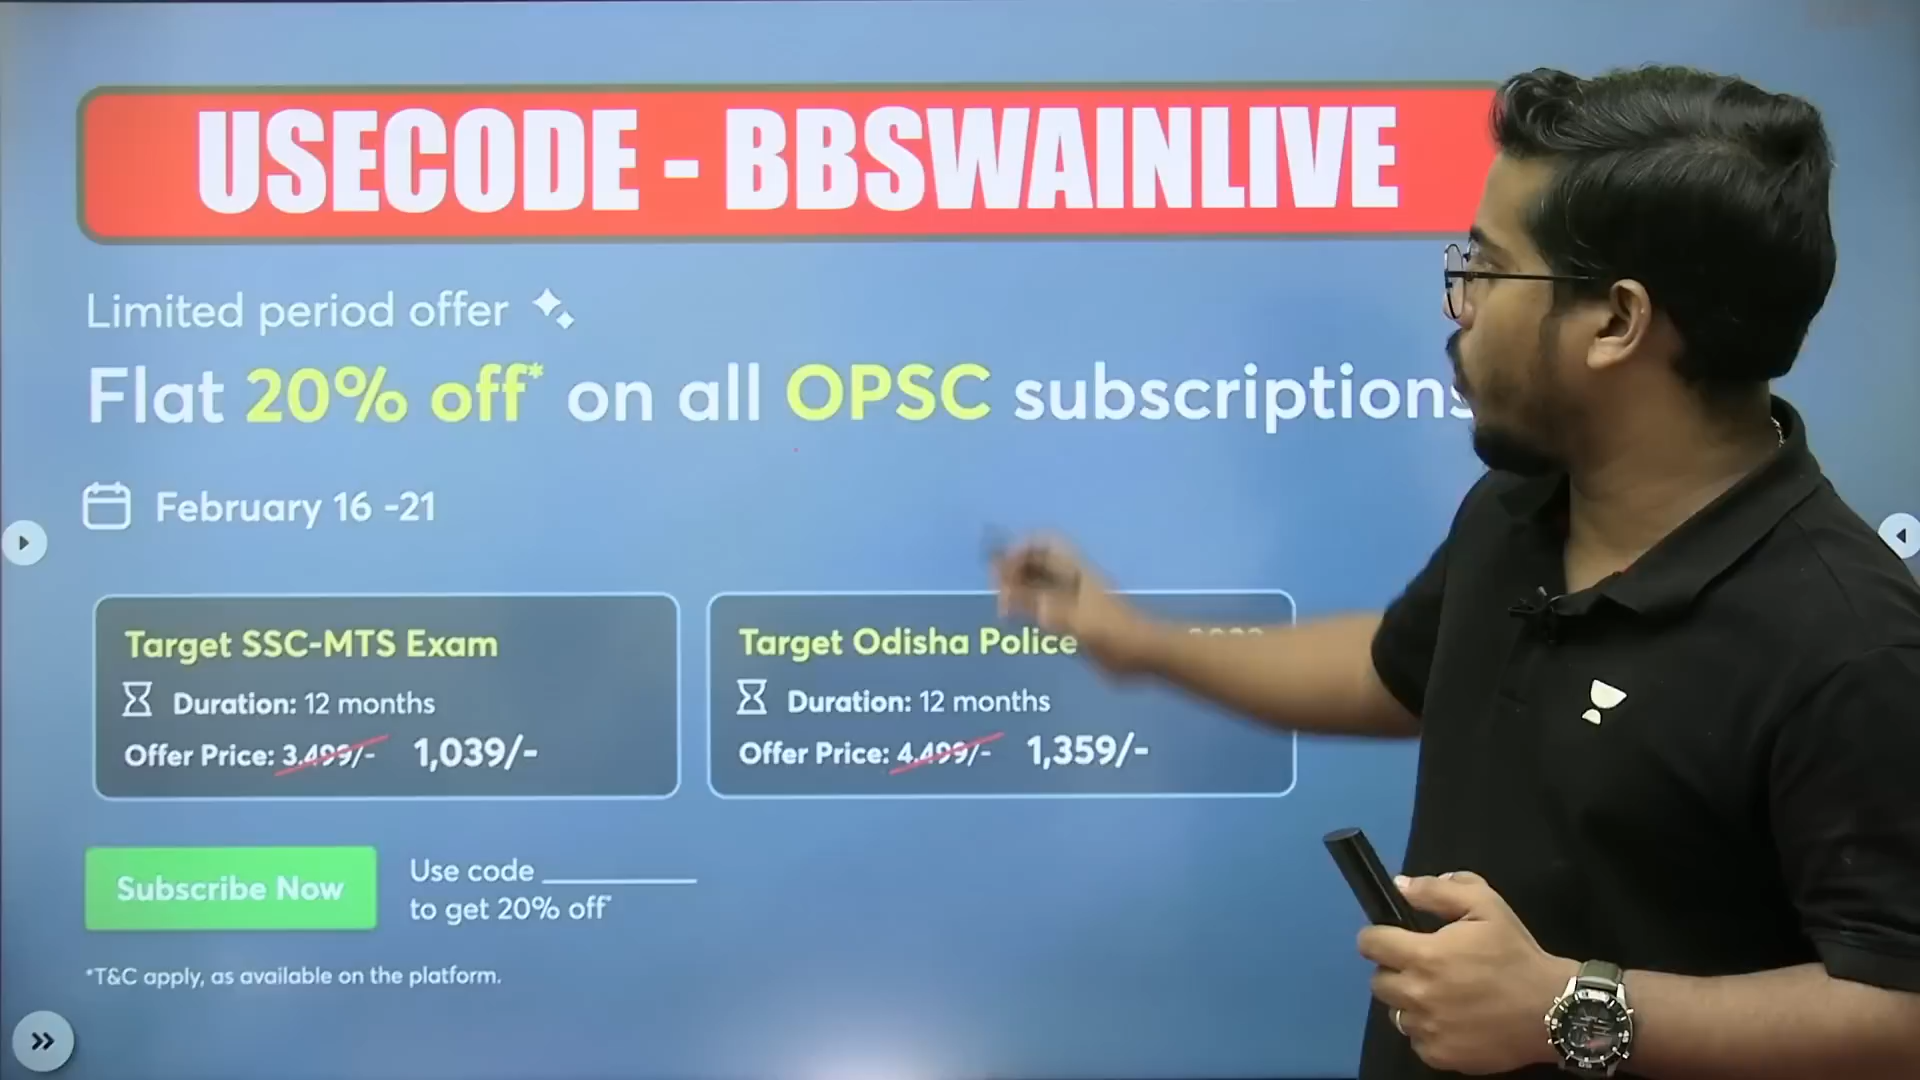 USECODE - BBSWAINLIVE
Limited period offer
Flat 20% off* on all OPSC subscriptions
February 16 -21
Target SSC-MTS Exam
Duration: 12 months
Offer Price: 3,499/- 1,039/-
Target Odisha Police
Duration: 12 months
Offer Price: 4,499/- 1,359/-
Subscribe Now
Use code ________
to get 20% off*
*T&C apply, as available on the platform.